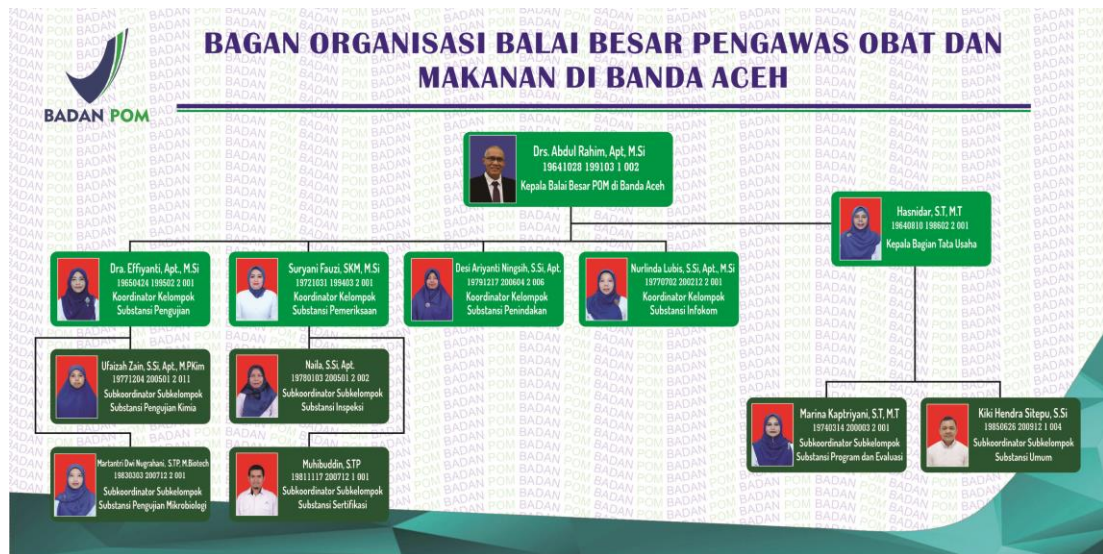 BADAN POM
BAGAN ORGANISASI BALAI BESAR PENGAWAS OBAT DAN
MAKANAN DI BANDA ACEH
Drs. Abdul Rahim, Apt, M.Si
19641028 199103 1 002
Kepala Balai Besar POM di Banda Aceh
Hasnidar, S.T, M.T
19640810 198602 2 001
Kepala Bagian Tata Usaha
Dra. Effiyanti, Apt., M.Si
19650424 199502 2 001
Koordinator Kelompok
Substansi Pengujian
Suryani Fauzi, SKM, M.Si
19721031 199403 2 001
Koordinator Kelompok
Substansi Pemeriksaan
Desi Ariyanti Ningsih, S.Si, Apt.
19791217 200604 2 006
Koordinator Kelompok
Substansi Penindakan
Nurlinda Lubis, S.Si, Apt., M.Si
19770702 200212 2 001
Koordinator Kelompok
Substansi Infokom
Ufaizah Zain, S.Si, Apt., M.PKim
19771204 200501 2 011
Subkoordinator Subkelompok
Substansi Pengujian Kimia
Naila, S.Si, Apt.
19780103 200501 2 002
Subkoordinator Subkelompok
Substansi Inspeksi
Marina Kaptriyani, S.T, M.T
19740314 200003 2 001
Subkoordinator Subkelompok
Substansi Program dan Evaluasi
Kiki Hendra Sitepu, S.Si
19850626 200912 1 004
Subkoordinator Subkelompok
Substansi Umum
Martantri Dwi Nugrahani, S.TP, M.Biotech
19830303 200712 2 001
Subkoordinator Subkelompok
Substansi Pengujian Mikrobiologi
Muhibuddin, S.TP
19811117 200712 1 001
Subkoordinator Subkelompok
Substansi Sertifikasi